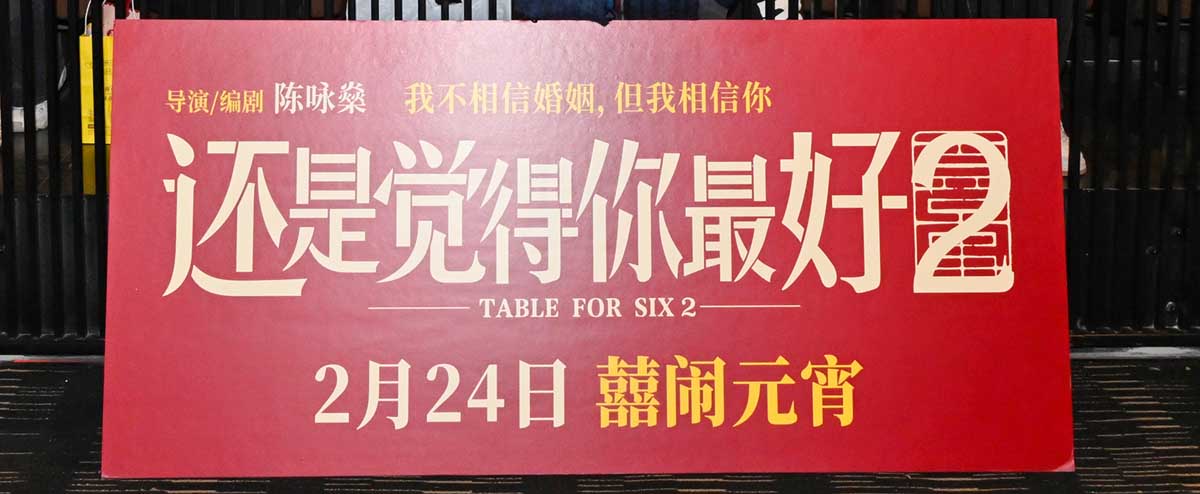 导演/编剧 陈咏燊 我不相信婚姻,但我相信你
还是觉得你最好2
TABLE FOR SIX 2
2月24日 囍闹元宵